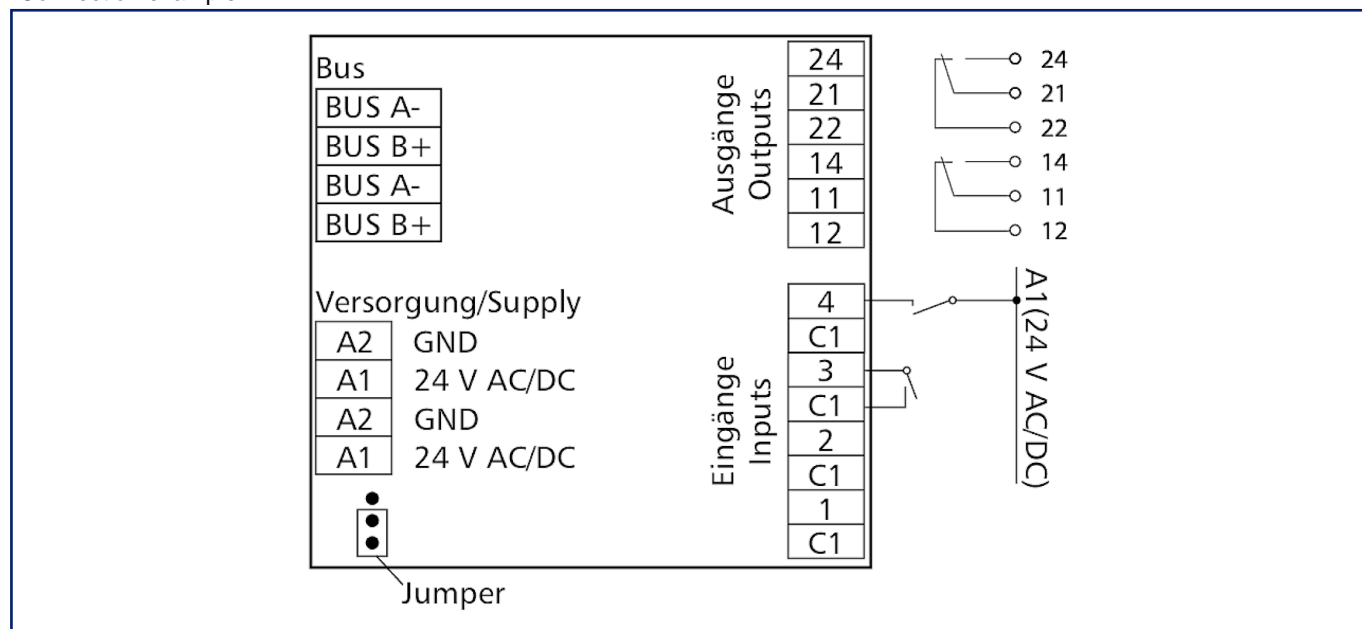 Bus
BUS A-
BUS B+
BUS A-
BUS B+
Versorgung/Supply
A2 GND
A1 24 V AC/DC
A2 GND
A1 24 V AC/DC
Jumper
Ausgänge
Outputs
24
21
22
14
11
12
Eingänge
Inputs
4
C1
3
C1
2
C1
1
C1
24
21
22
14
11
12
A1(24 V AC/DC)